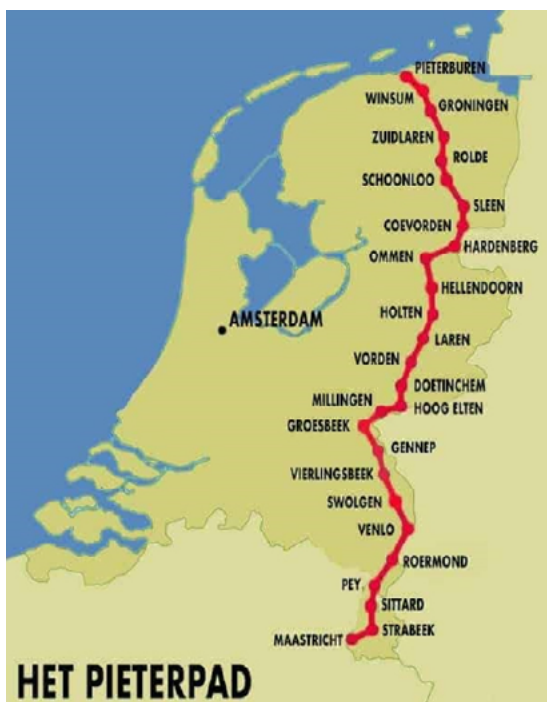 PIETERBUREN
WINSUM
GRONINGEN
ZUIDLAREN
ROLDE
SCHOONLOO
SLEEN
COEVORDEN
HARDENBERG
OMMEN
HELLENDOORN
HOLTEN
AMSTERDAM
LAREN
VORDEN
DOETINCHEM
MILLINGEN
HOOG ELTEN
GROESBEEK
GENNEP
VIERLINGSBEEK
SWOLGEN
VENLO
ROERMOND
PEY
SITTARD
STRABEEK
MAASTRICHT
HET PIETERPAD